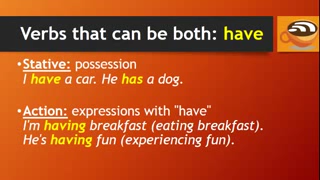 Verbs that can be both: have
•Stative: possession
I have a car. He has a dog.
•Action: expressions with "have"
I'm having breakfast (eating breakfast).
He's having fun (experiencing fun).